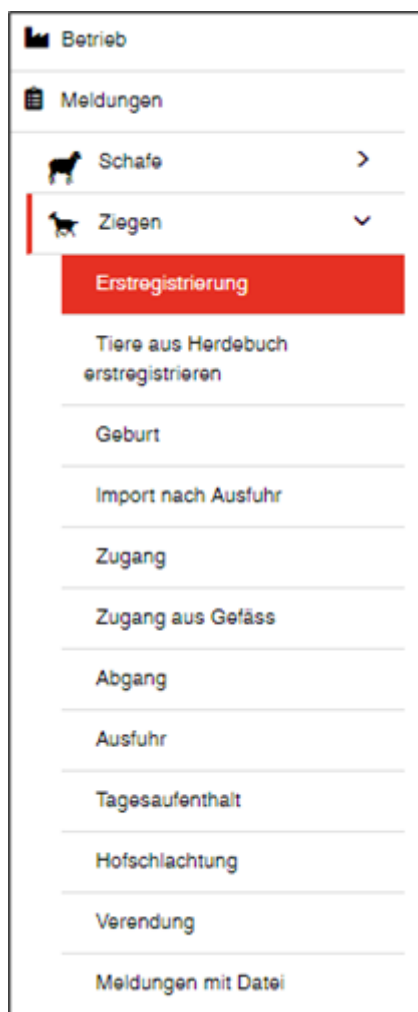 Betrieb
Meldungen
Schafe
Ziegen
Erstregistrierung
Tiere aus Herdebuch
erstregistrieren
Geburt
Import nach Ausfuhr
Zugang
Zugang aus Gefäss
Abgang
Ausfuhr
Tagesaufenthalt
Hofschlachtung
Verendung
Meldungen mit Datei